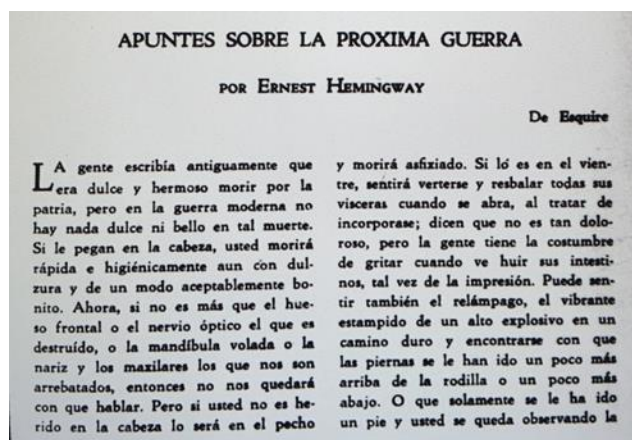 APUNTES SOBRE LA PROXIMA GUERRA
POR ERNEST HEMINGWAY
De Esquire
LA gente escribía antiguamente que
era dulce y hermoso morir por la
patria, pero en la guerra moderna no
hay nada dulce ni bello en tal muerte.
Si le pegan en la cabeza, usted morirá
rápida e higiénicamente aun con dul-
zura y de un modo aceptablemente bo-
nito. Ahora, si no es más que el hue-
so frontal o el nervio óptico el que es
destruído, o la mandíbula volada o la
nariz y los maxilares los que nos son
arrebatados, entonces no nos quedará
con que hablar. Pero si usted no es he-
rido en la cabeza lo será en el pecho
y morirá asfixiado. Si ló es en el vien-
tre, sentirá verterse y resbalar todas sus
vísceras cuando se abra, al tratar de
incorporase; dicen que no es tan dolo-
roso, pero la gente tiene la costumbre
de gritar cuando ve huir sus intesti-
nos, tal vez de la impresión. Puede sen-
tir también el relámpago, el vibrante
estampido de un alto explosivo en un
camino duro y encontrarse con que
las piernas se le han ido un poco más
arriba de la rodilla o un poco más
abajo. O que solamente se le ha ido
un pie y usted se queda observando la